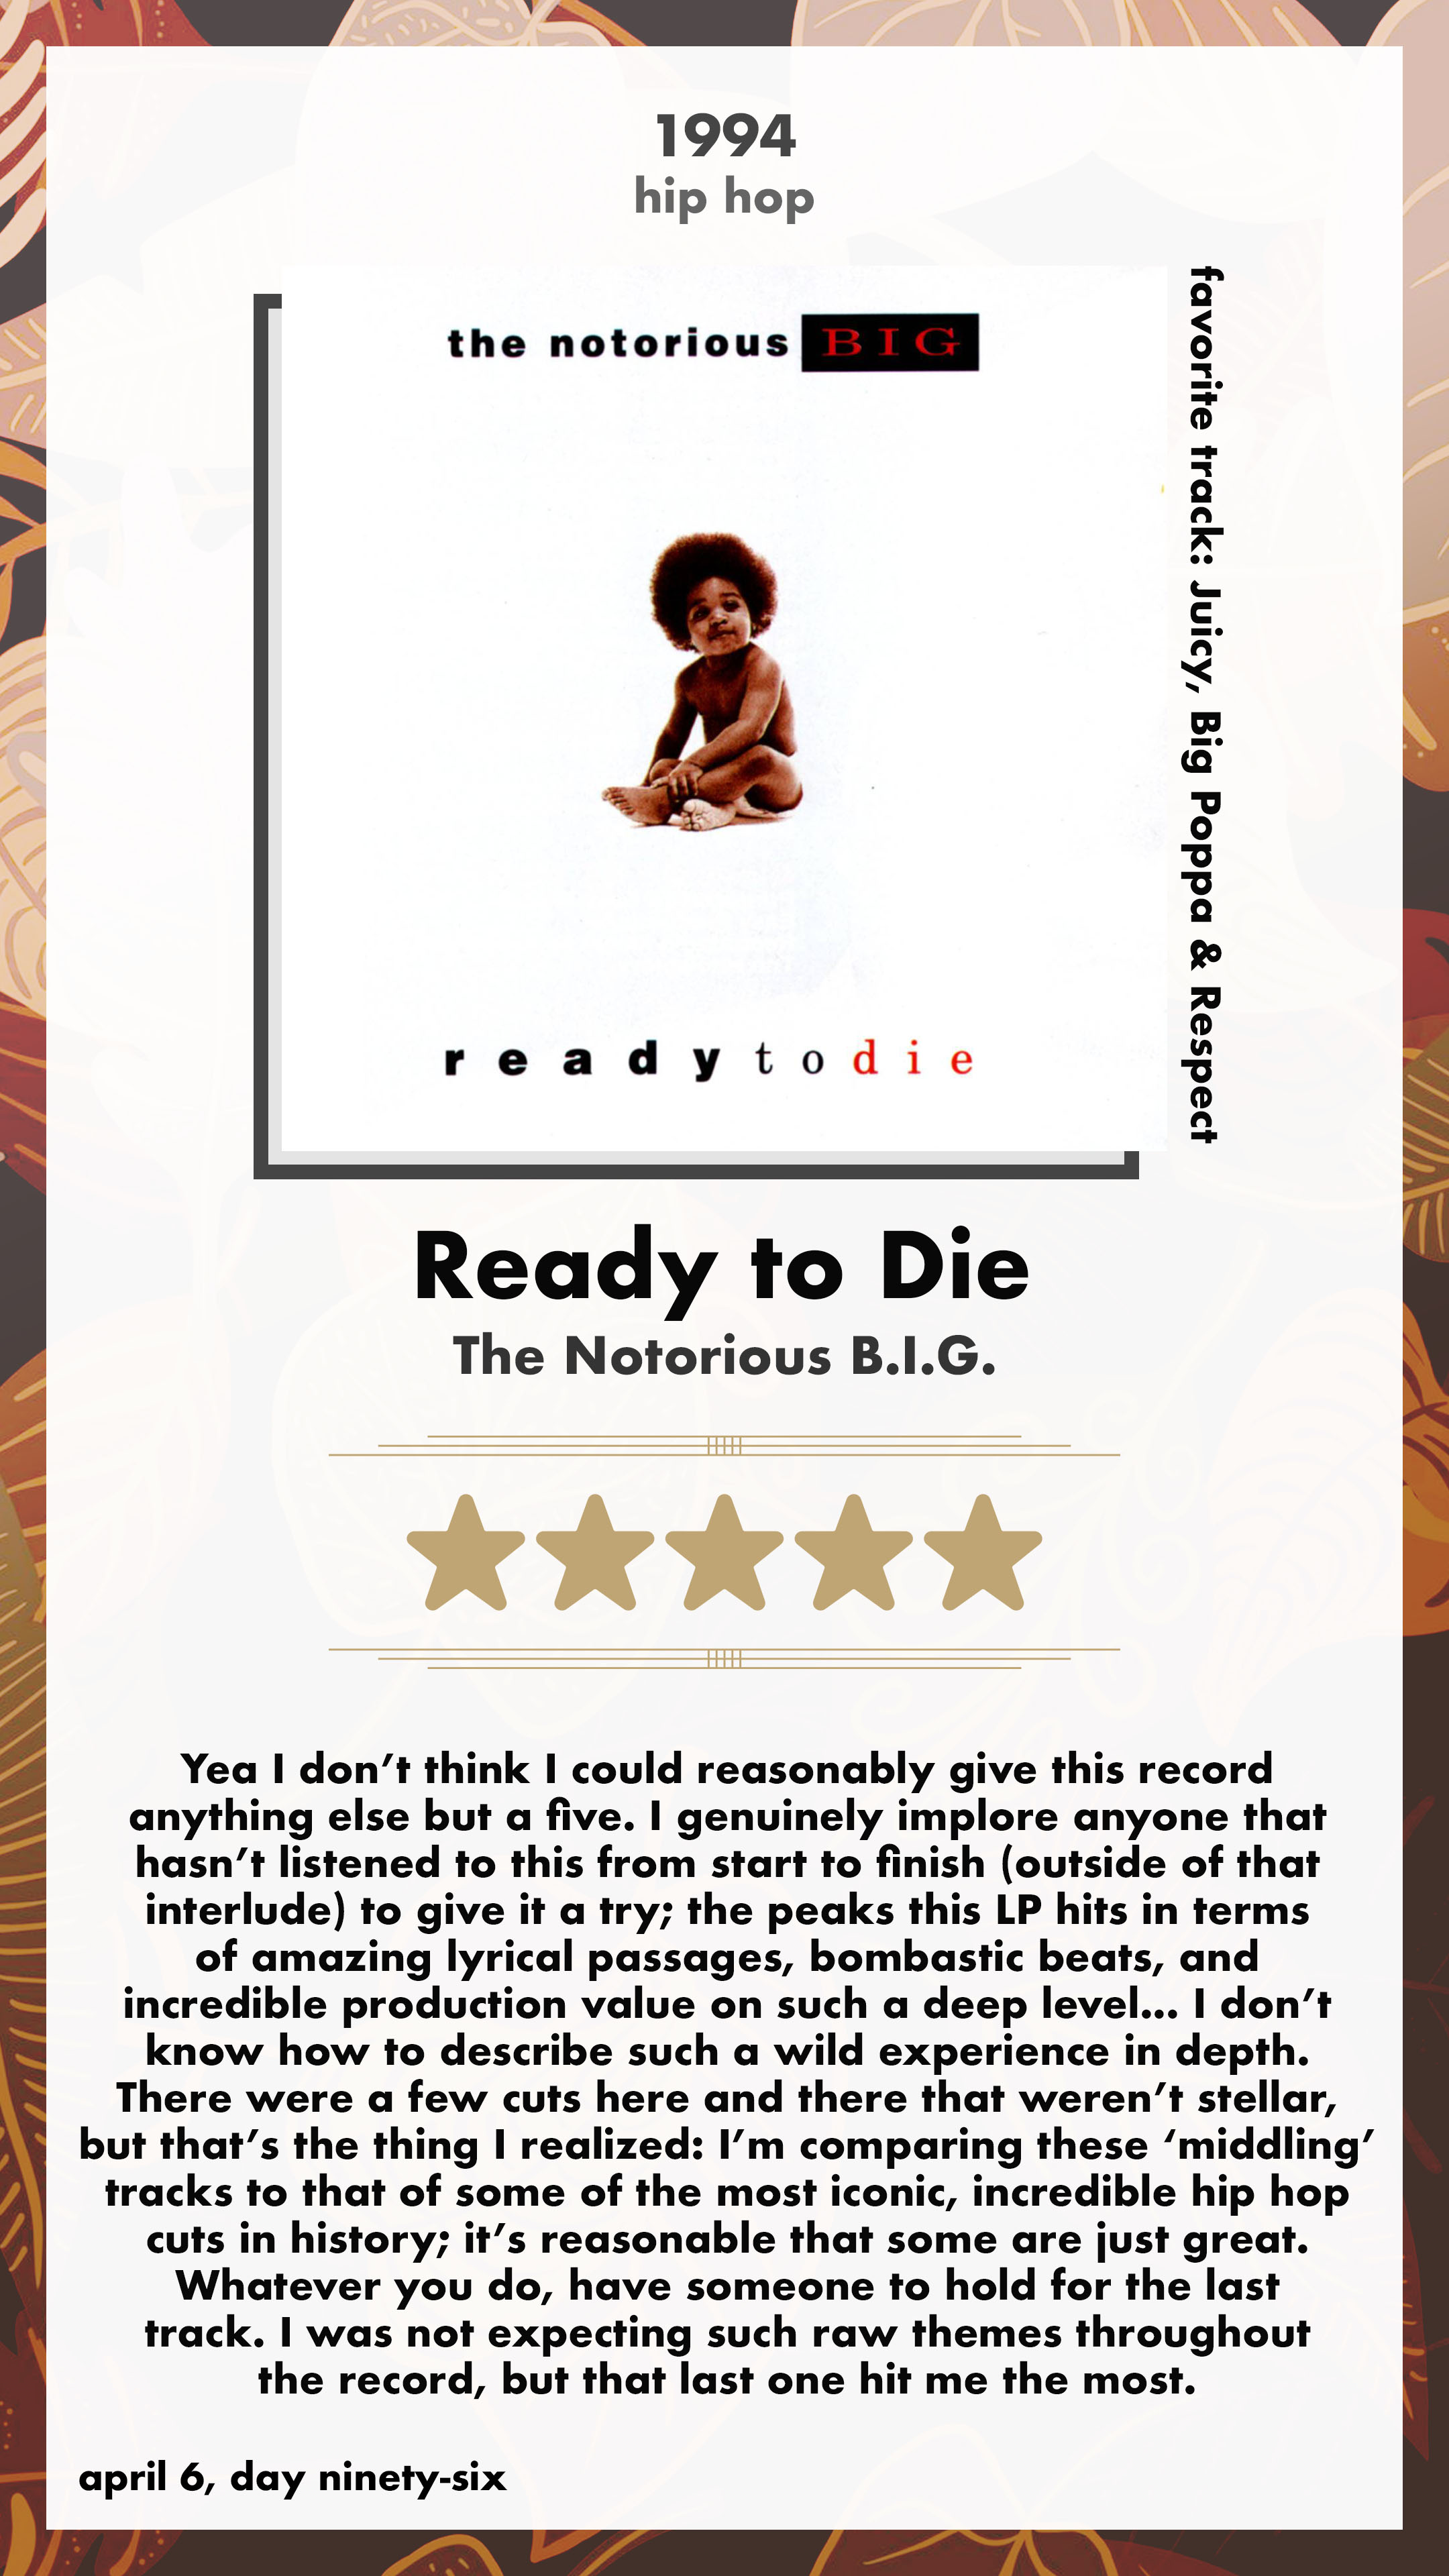 1994
hip hop
the notorious BIG
ready to die
favorite track: Juicy, Big Poppa & Respect
Ready to Die
The Notorious B.I.G.
Yea I don’t think I could reasonably give this record
anything else but a five. I genuinely implore anyone that
hasn’t listened to this from start to finish (outside of that
interlude) to give it a try; the peaks this LP hits in terms
of amazing lyrical passages, bombastic beats, and
incredible production value on such a deep level... I don’t
know how to describe such a wild experience in depth.
There were a few cuts here and there that weren’t stellar,
but that’s the thing I realized: I’m comparing these ‘middling’
tracks to that of some of the most iconic, incredible hip hop
cuts in history; it’s reasonable that some are just great.
Whatever you do, have someone to hold for the last
track. I was not expecting such raw themes throughout
the record, but that last one hit me the most.
april 6, day ninety-six